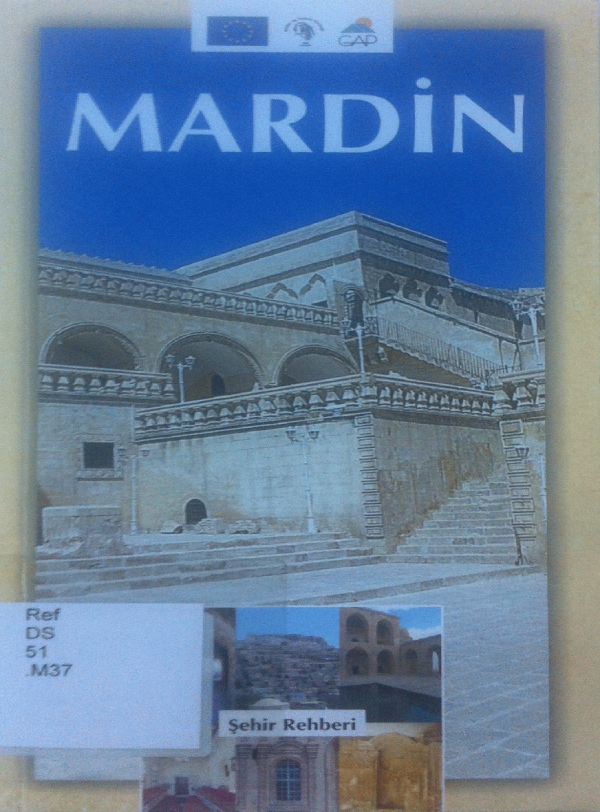 GAP
MARDİN
Ref
DS
51
.M37
Şehir Rehberi